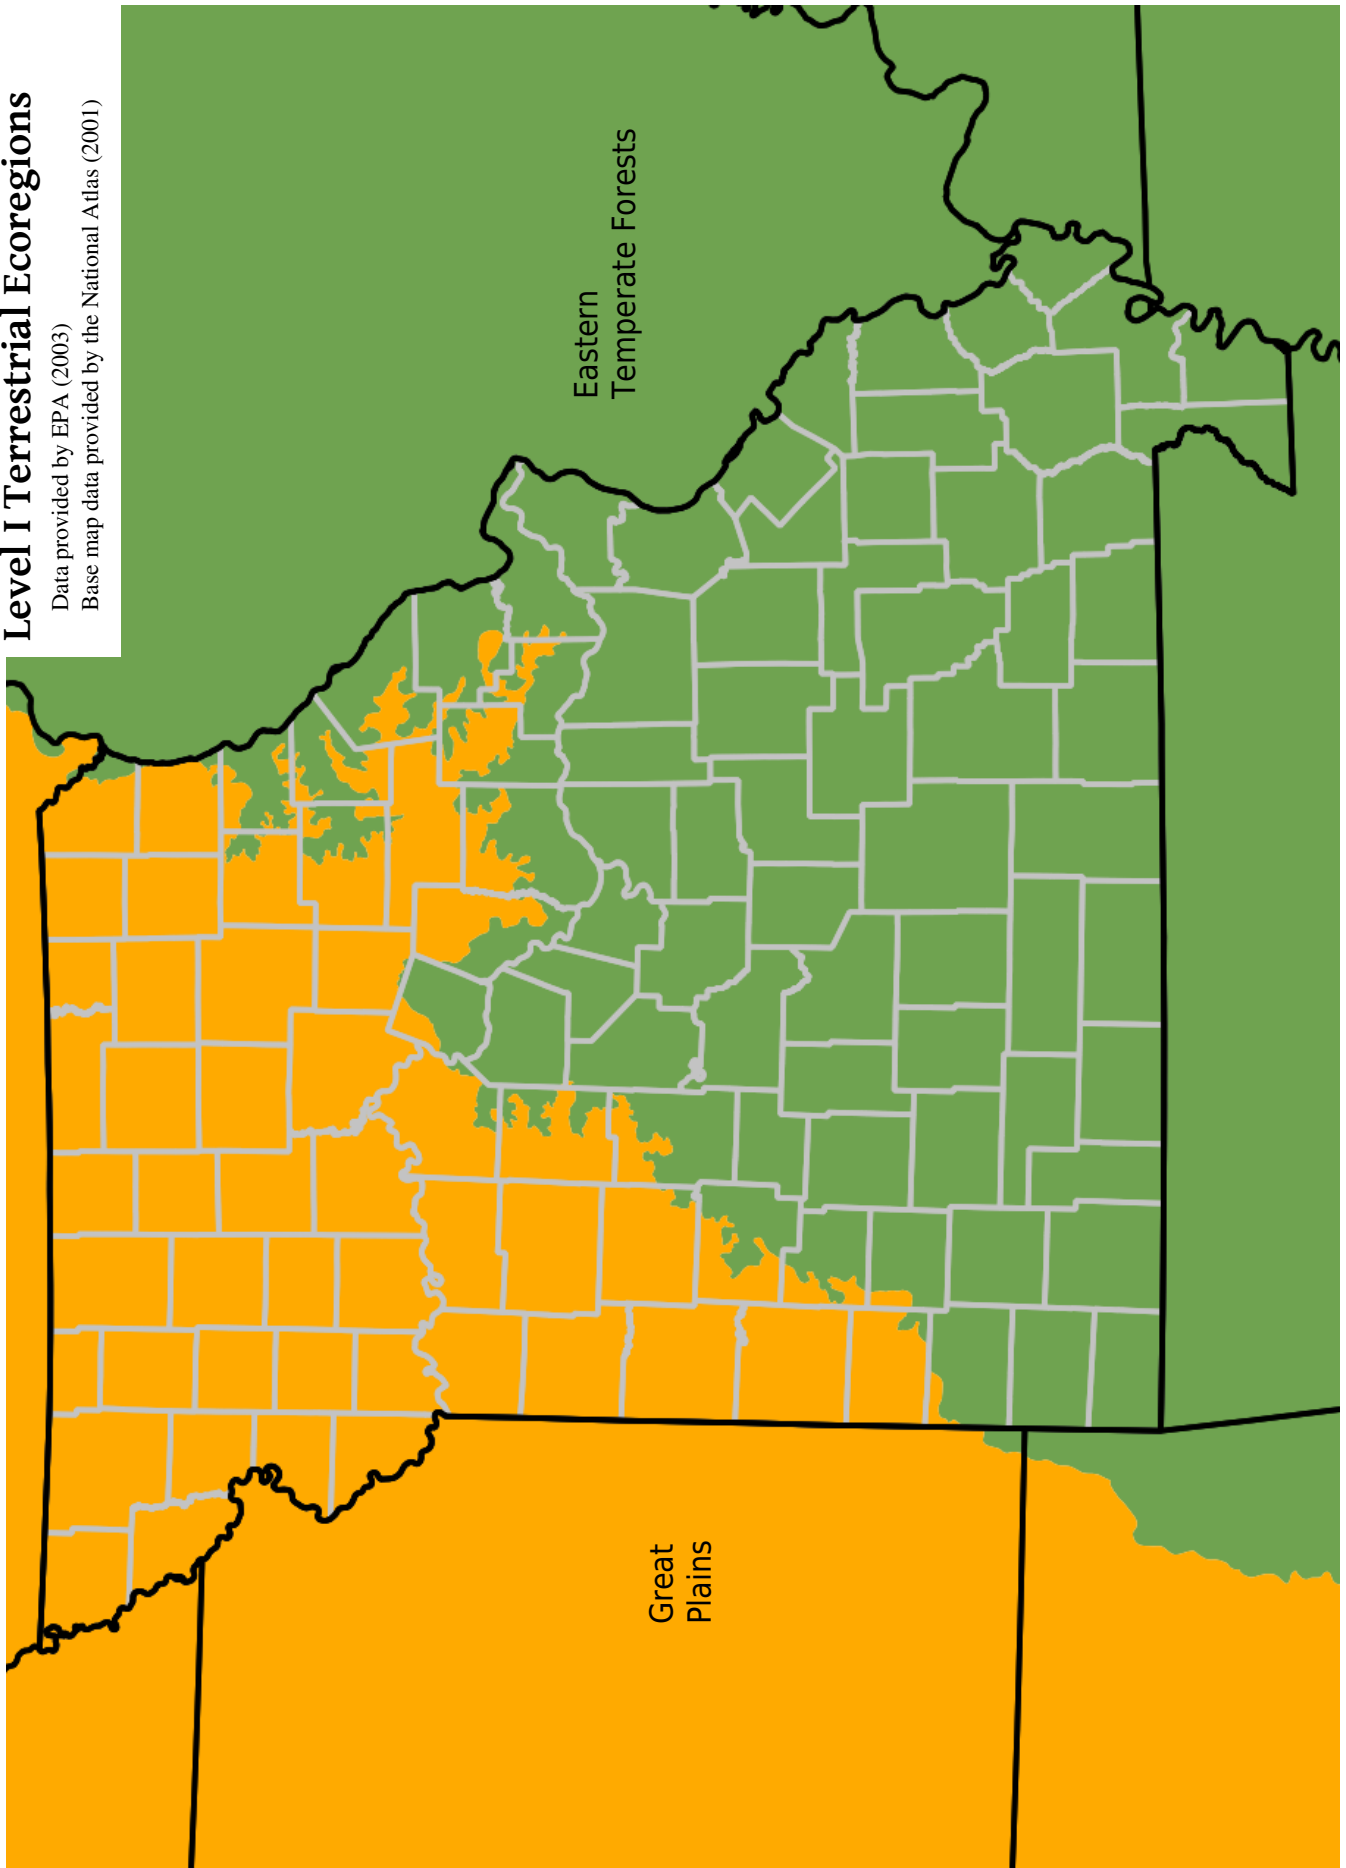 Level I Terrestrial Ecoregions
Data provided by EPA (2003)
Base map data provided by the National Atlas (2001)
Eastern
Temperate Forests
Great
Plains